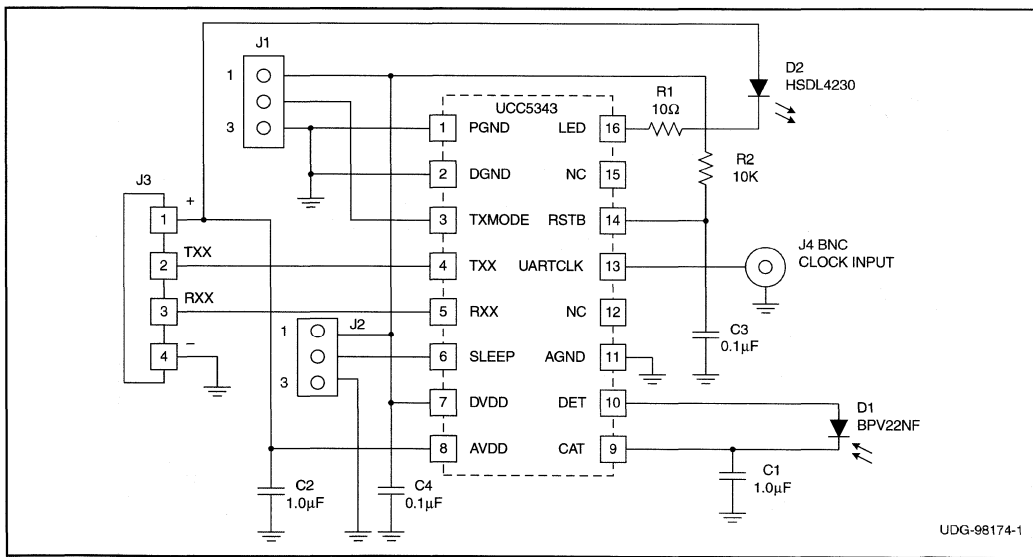 J1
1
3
D2
HSDL4230
R1
10Ω
UCC5343
1 PGND LED 16
R2
10K
2 DGND NC 15
J3
+
1
3 TXMODE RSTB 14
TXX
2
4 TXX UARTCLK 13
J4 BNC
CLOCK INPUT
RXX
3
5 RXX NC 12
J2
1
3
C3
0.1µF
4
–
6 SLEEP AGND 11
7 DVDD DET 10
D1
BPV22NF
8 AVDD CAT 9
C2
1.0µF
C4
0.1µF
C1
1.0µF
UDG-98174-1